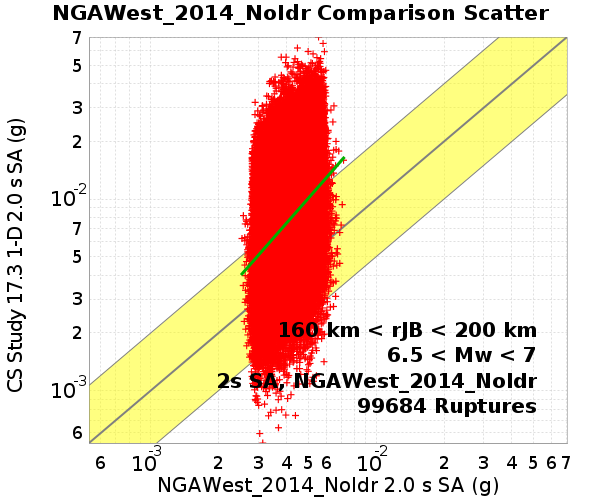 NGAWest_2014_NoIdr Comparison Scatter
CS Study 17.3 1-D 2.0 s SA (g)
7
5
3
2
10-2
7
5
3
2
10-3
6
160 km < rJB < 200 km
6.5 < Mw < 7
2s SA, NGAWest_2014_NoIdr
99684 Ruptures
6 10-3 2 3 4 5 6 10-2 2 3 4 5 6 7
NGAWest_2014_NoIdr 2.0 s SA (g)